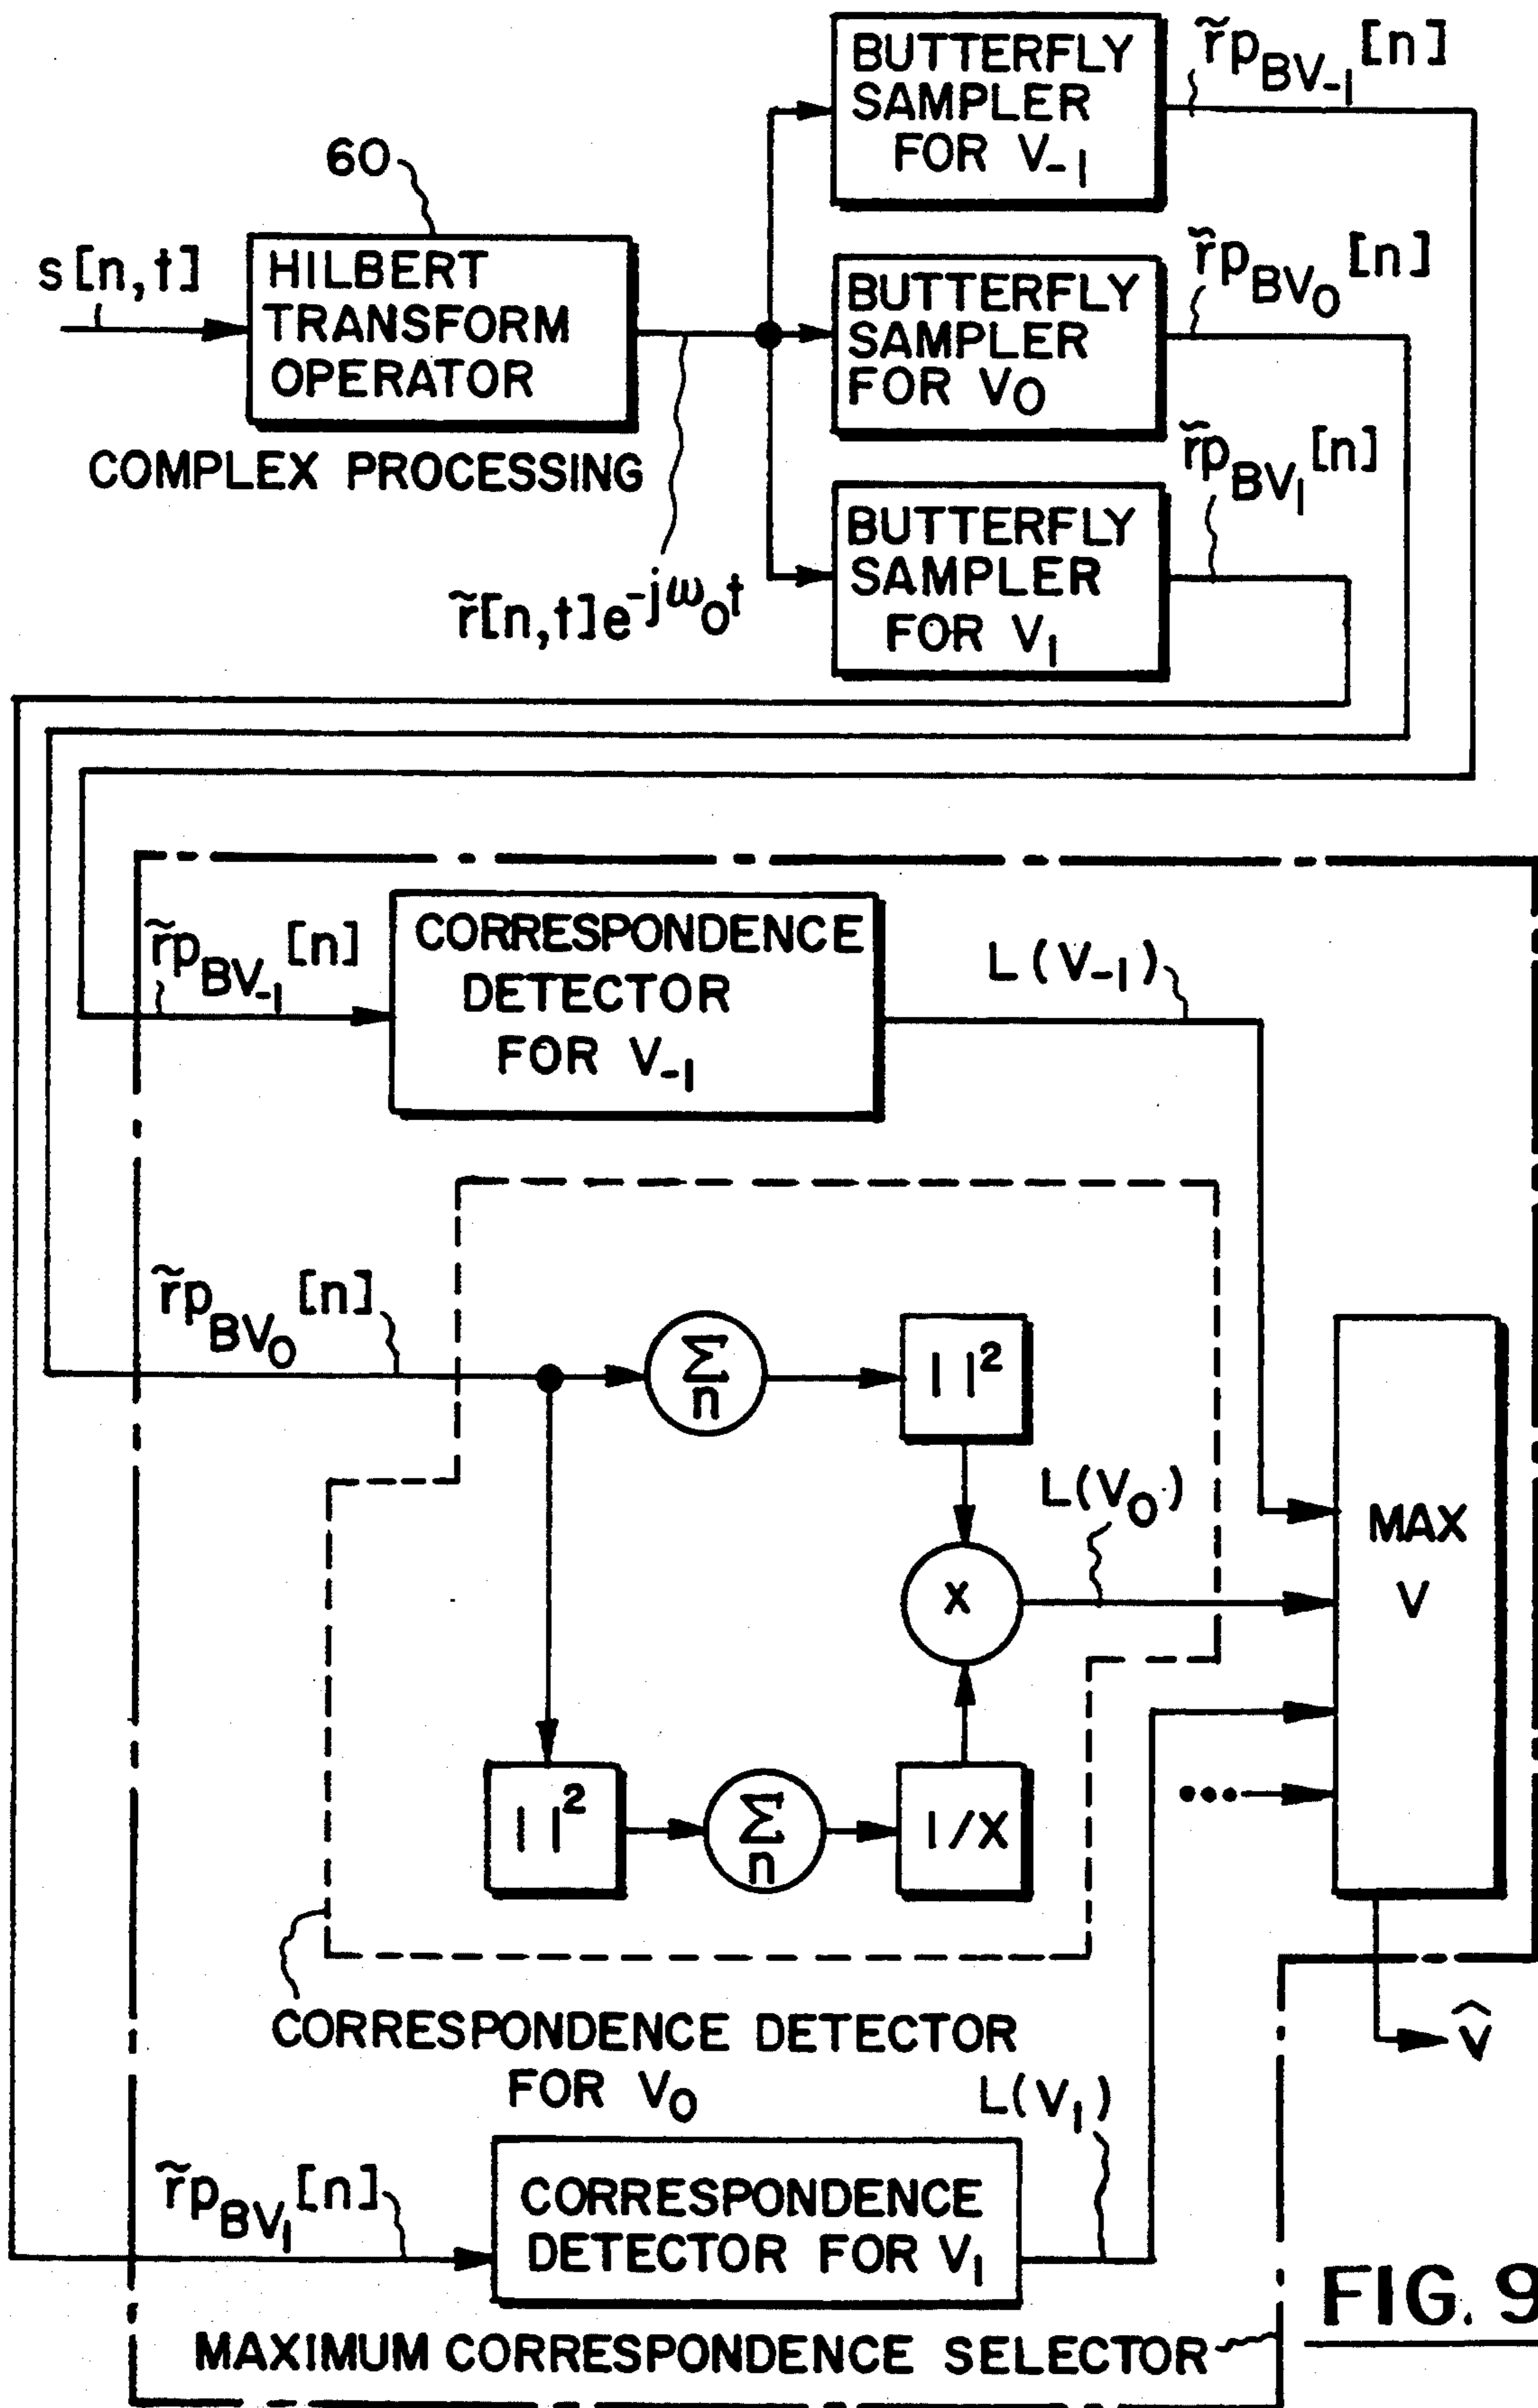 BUTTERFLY
SAMPLER
FOR V₋₁
r̃p_BV₋₁[n]
60
s[n,t]
HILBERT
TRANSFORM
OPERATOR
BUTTERFLY
SAMPLER
FOR V₀
r̃p_BV₀[n]
COMPLEX PROCESSING
r̃[n,t]e^-jω₀t
BUTTERFLY
SAMPLER
FOR V₁
r̃p_BV₁[n]
r̃p_BV₋₁[n]
CORRESPONDENCE
DETECTOR
FOR V₋₁
L(V₋₁)
r̃p_BV₀[n]
Σ
n
| |²
L(V₀)
X
MAX
V
| |²
Σ
n
1/X
•••
CORRESPONDENCE DETECTOR
FOR V₀
V̂
L(V₁)
r̃p_BV₁[n]
CORRESPONDENCE
DETECTOR FOR V₁
MAXIMUM CORRESPONDENCE SELECTOR
FIG. 9